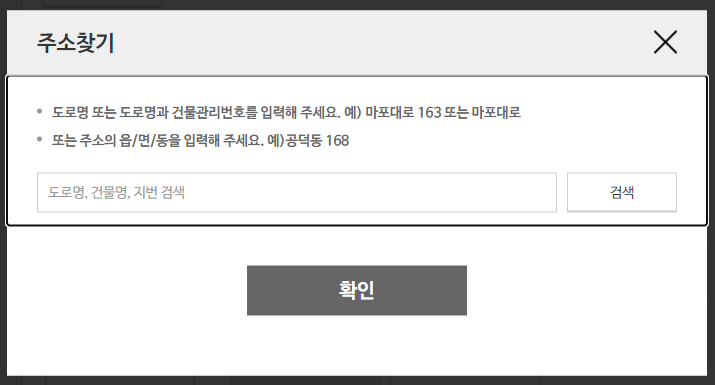 주소찾기
도로명 또는 도로명과 건물관리번호를 입력해 주세요. 예) 마포대로 163 또는 마포대로
또는 주소의 읍/면/동을 입력해 주세요. 예)공덕동 168
도로명, 건물명, 지번 검색
검색
확인